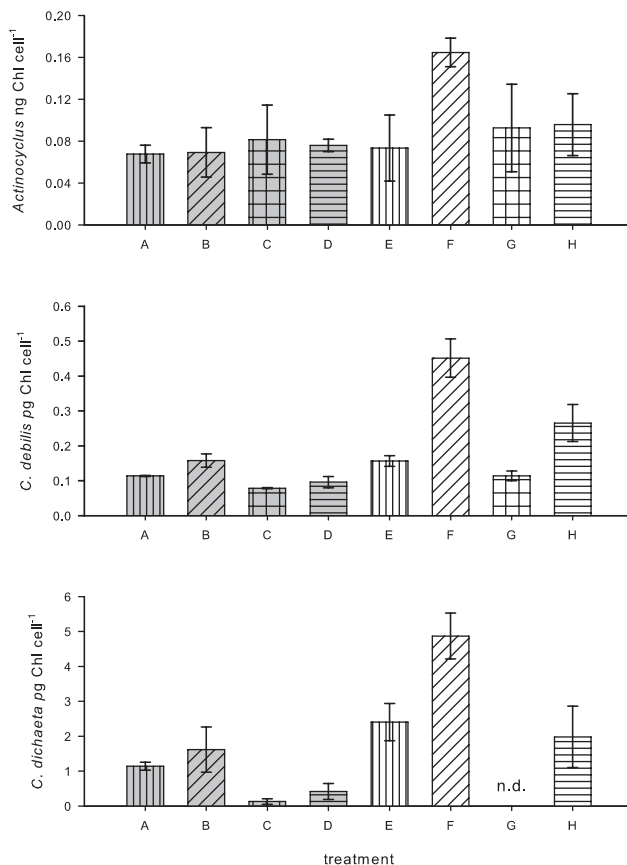 Actinocyclus ng Chl cell-1
0.20
0.16
0.12
0.08
0.04
0.00
A B C D E F G H
C. debilis pg Chl cell-1
0.6
0.5
0.4
0.3
0.2
0.1
0.0
A B C D E F G H
C. dichaeta pg Chl cell-1
6
5
4
3
2
1
0
n.d.
A B C D E F G H
treatment